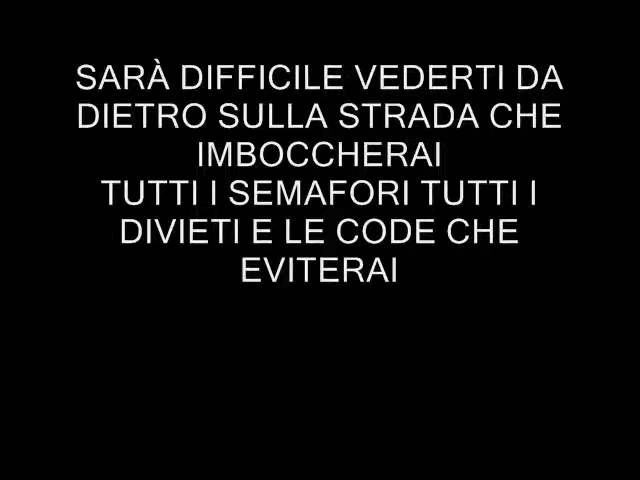 SARÀ DIFFICILE VEDERTI DA
DIETRO SULLA STRADA CHE
IMBOCCHERAI
TUTTI I SEMAFORI TUTTI I
DIVIETI E LE CODE CHE
EVITERAI